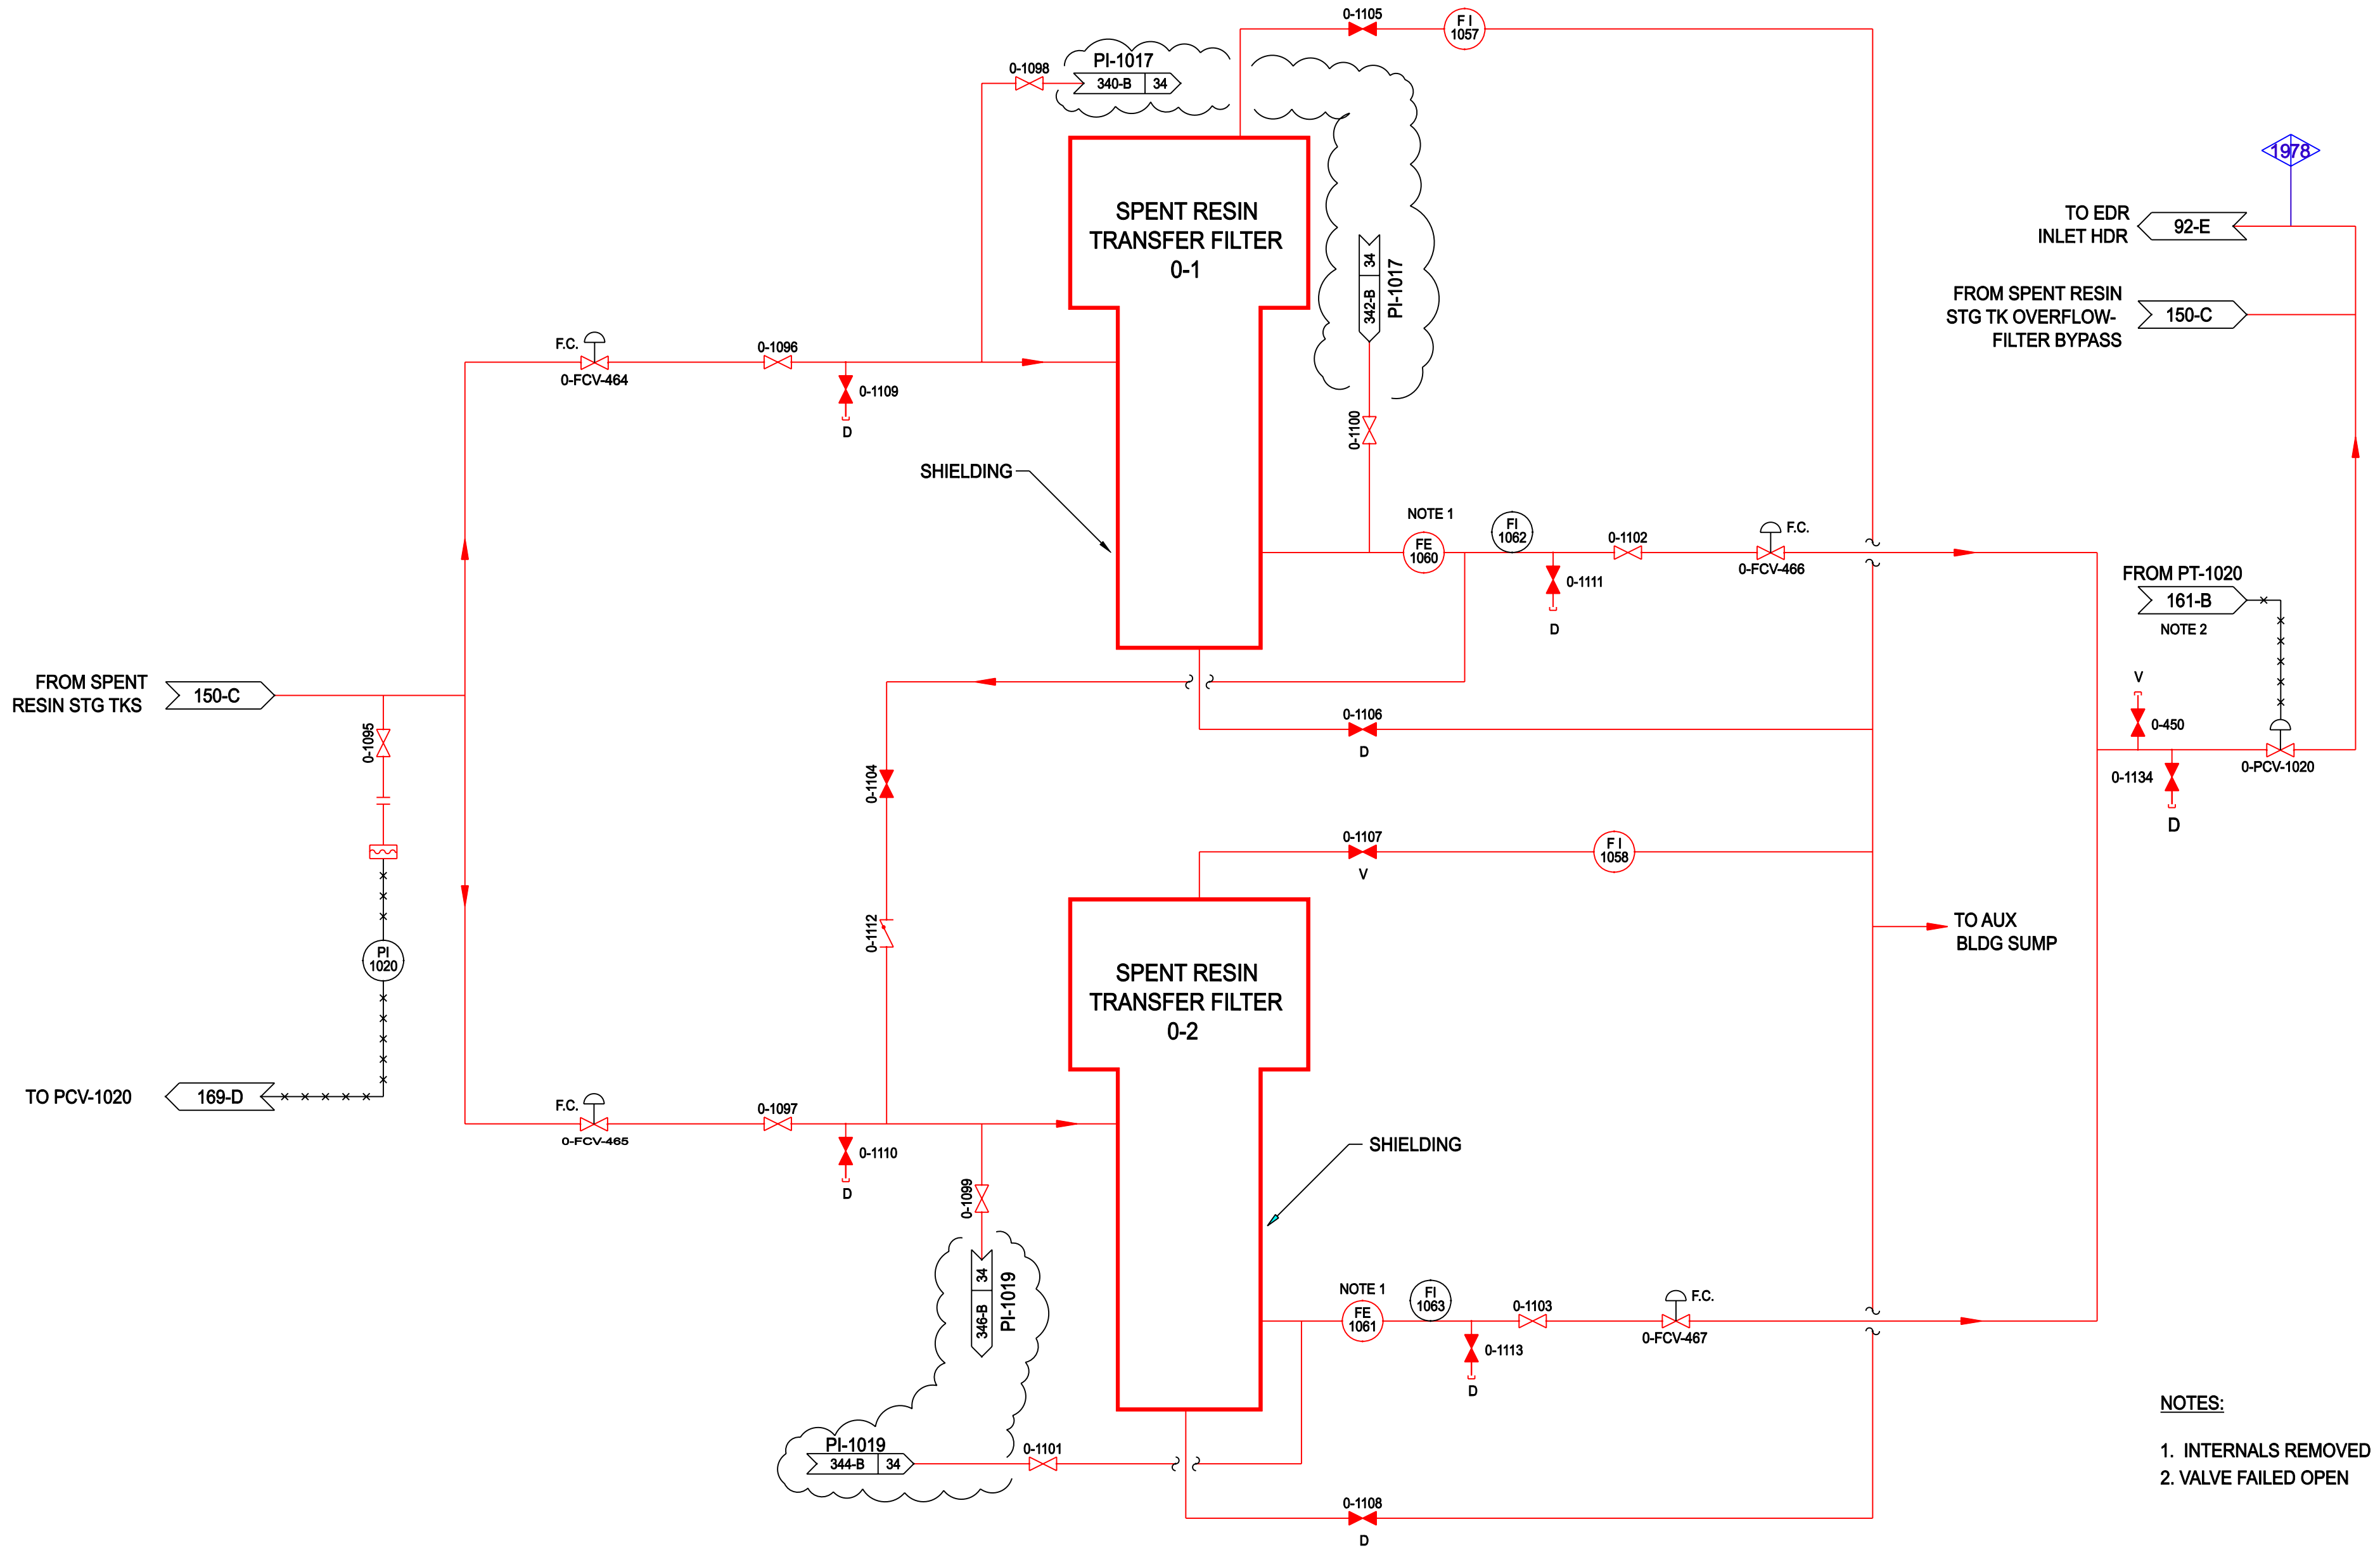 0-1105
F I
1057
0-1098
PI-1017
340-B 34
1978
SPENT RESIN
TRANSFER FILTER
0-1
34
342-B
PI-1017
TO EDR
INLET HDR
92-E
FROM SPENT RESIN
STG TK OVERFLOW-
FILTER BYPASS
150-C
F.C.
0-FCV-464
0-1096
0-1109
D
0-1100
SHIELDING
NOTE 1
FE
1060
FI
1062
0-1111
D
0-1102
F.C.
0-FCV-466
FROM PT-1020
161-B
NOTE 2
FROM SPENT
RESIN STG TKS
150-C
0-1095
0-1106
D
V
0-450
0-1134
D
0-PCV-1020
0-1104
0-1107
V
F I
1058
0-1112
TO AUX
BLDG SUMP
PI
1020
SPENT RESIN
TRANSFER FILTER
0-2
TO PCV-1020
169-D
F.C.
0-FCV-465
0-1097
0-1110
D
SHIELDING
0-1099
34
346-B
PI-1019
NOTE 1
FE
1061
FI
1063
0-1113
D
0-1103
F.C.
0-FCV-467
PI-1019
344-B 34
0-1101
0-1108
D
NOTES:
1. INTERNALS REMOVED
2. VALVE FAILED OPEN